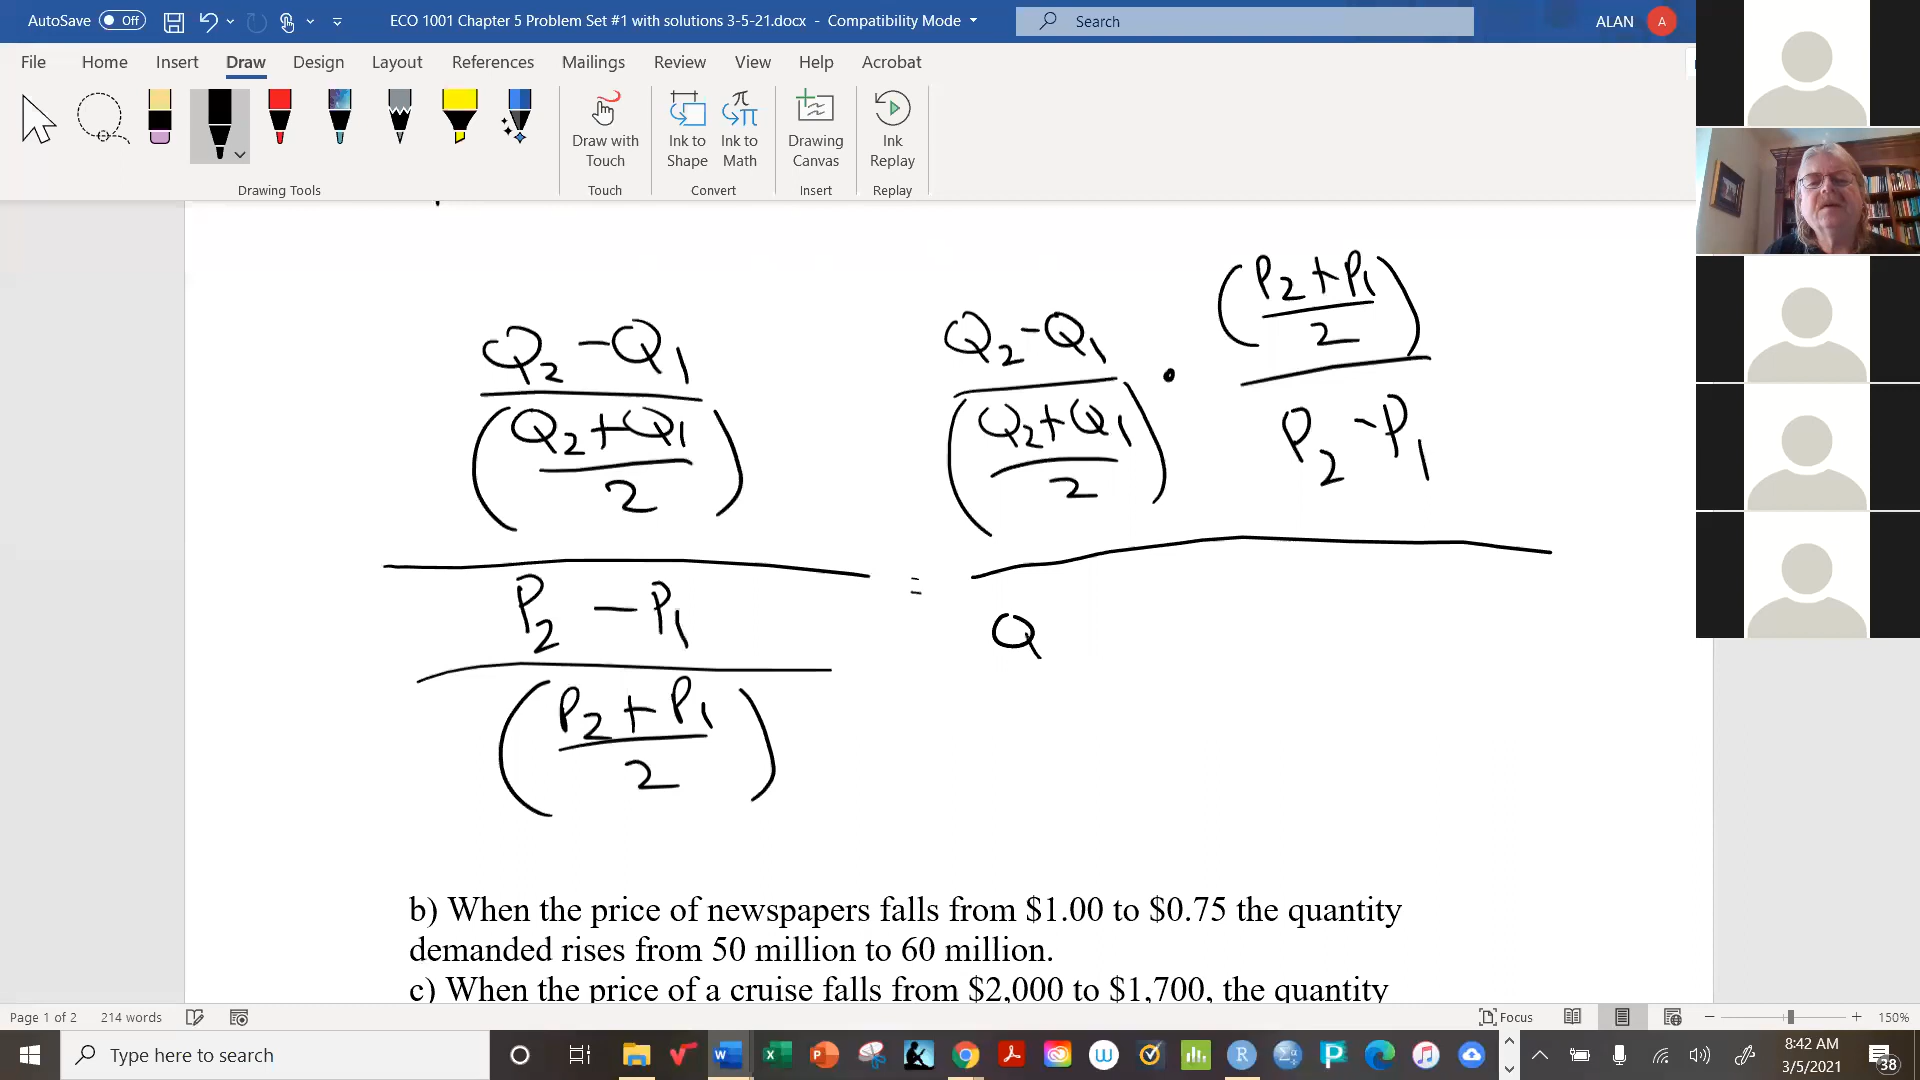 AutoSave Off ECO 1001 Chapter 5 Problem Set #1 with solutions 3-5-21.docx - Compatibility Mode Search ALAN A
File Home Insert Draw Design Layout References Mailings Review View Help Acrobat
Draw with Touch
Ink to Shape
Ink to Math
Drawing Canvas
Ink Replay
Drawing Tools Touch Convert Insert Replay
(P2 + P1
2)
Q2 - Q1
Q2 - Q1 •
(Q2 + Q1
2)
(Q2 + Q1
2)
P2 - P1
=
P2 - P1
Q
(P2 + P1
2)
b) When the price of newspapers falls from $1.00 to $0.75 the quantity
demanded rises from 50 million to 60 million.
c) When the price of a cruise falls from $2,000 to $1,700, the quantity
Page 1 of 2 214 words Focus 150%
Type here to search
8:42 AM
3/5/2021
38